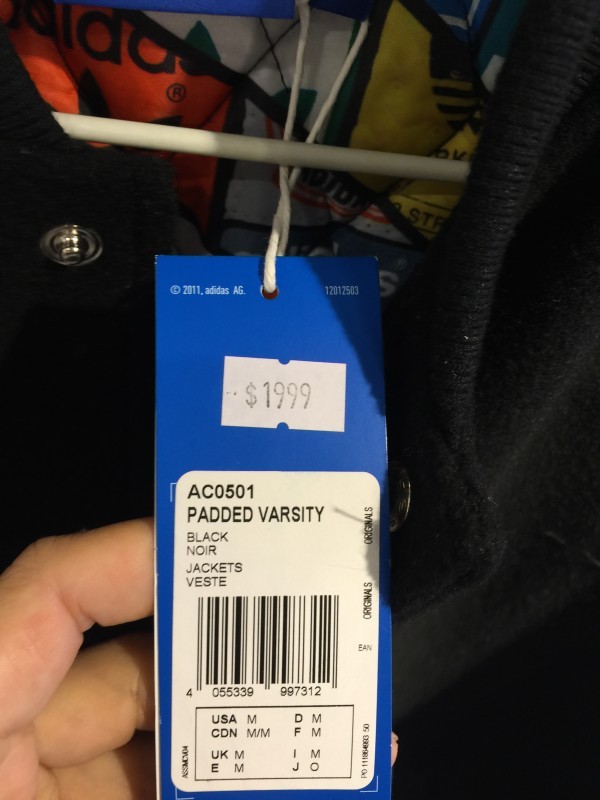 adidas
®
© 2011, adidas AG.
12012503
$1999
AC0501
PADDED VARSITY
BLACK
NOIR
JACKETS
VESTE
ORIGINALS
ORIGINALS
EAN
4 055339 997312
USA M D M
CDN M/M F M
UK M I M
E M J O